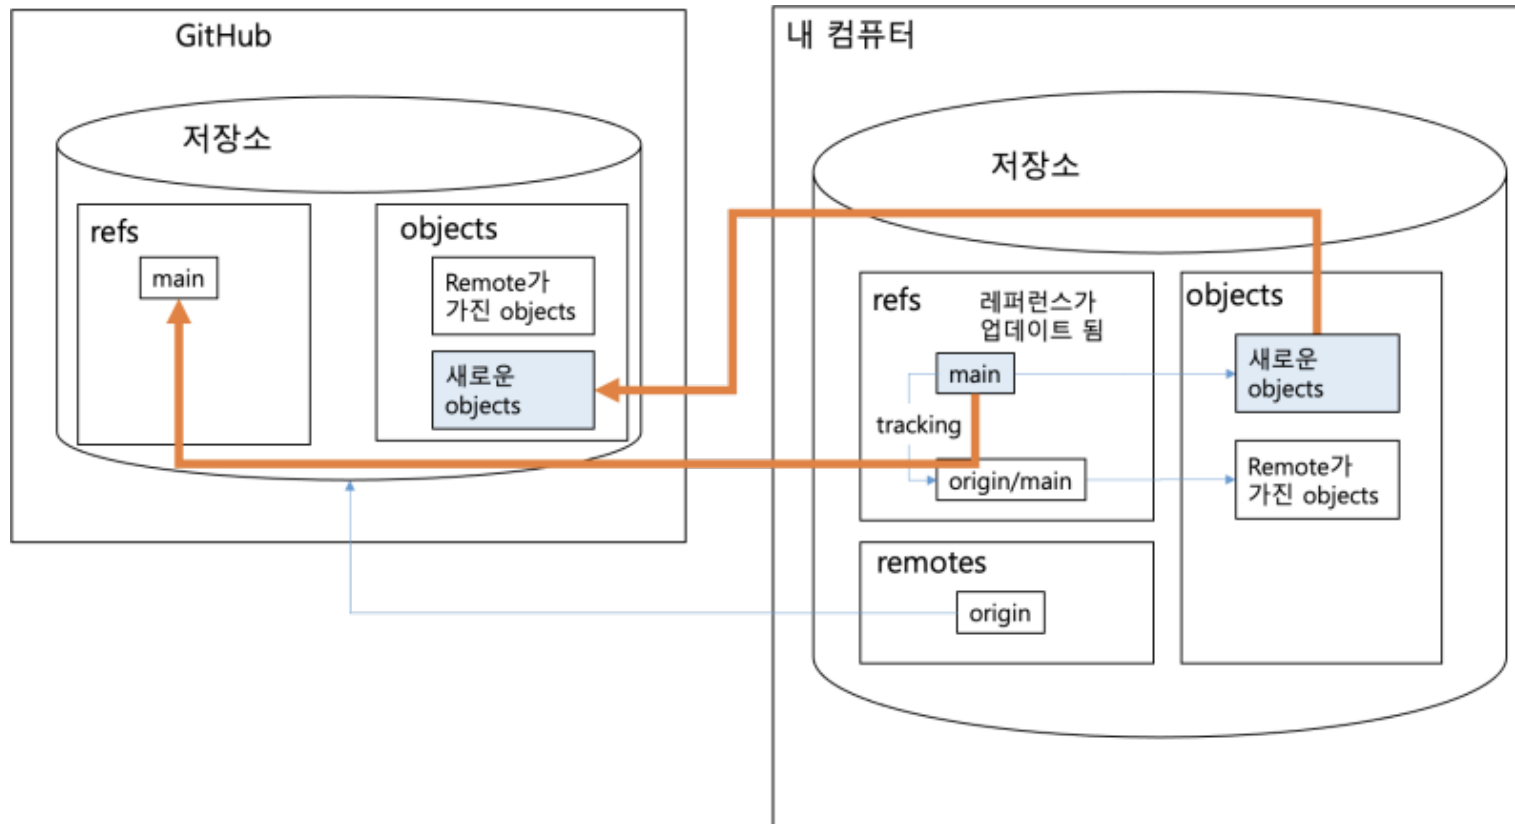 GitHub
저장소
refs
main
objects
Remote가
가진 objects
새로운
objects
내 컴퓨터
저장소
refs
레퍼런스가
업데이트 됨
main
tracking
origin/main
objects
새로운
objects
Remote가
가진 objects
remotes
origin